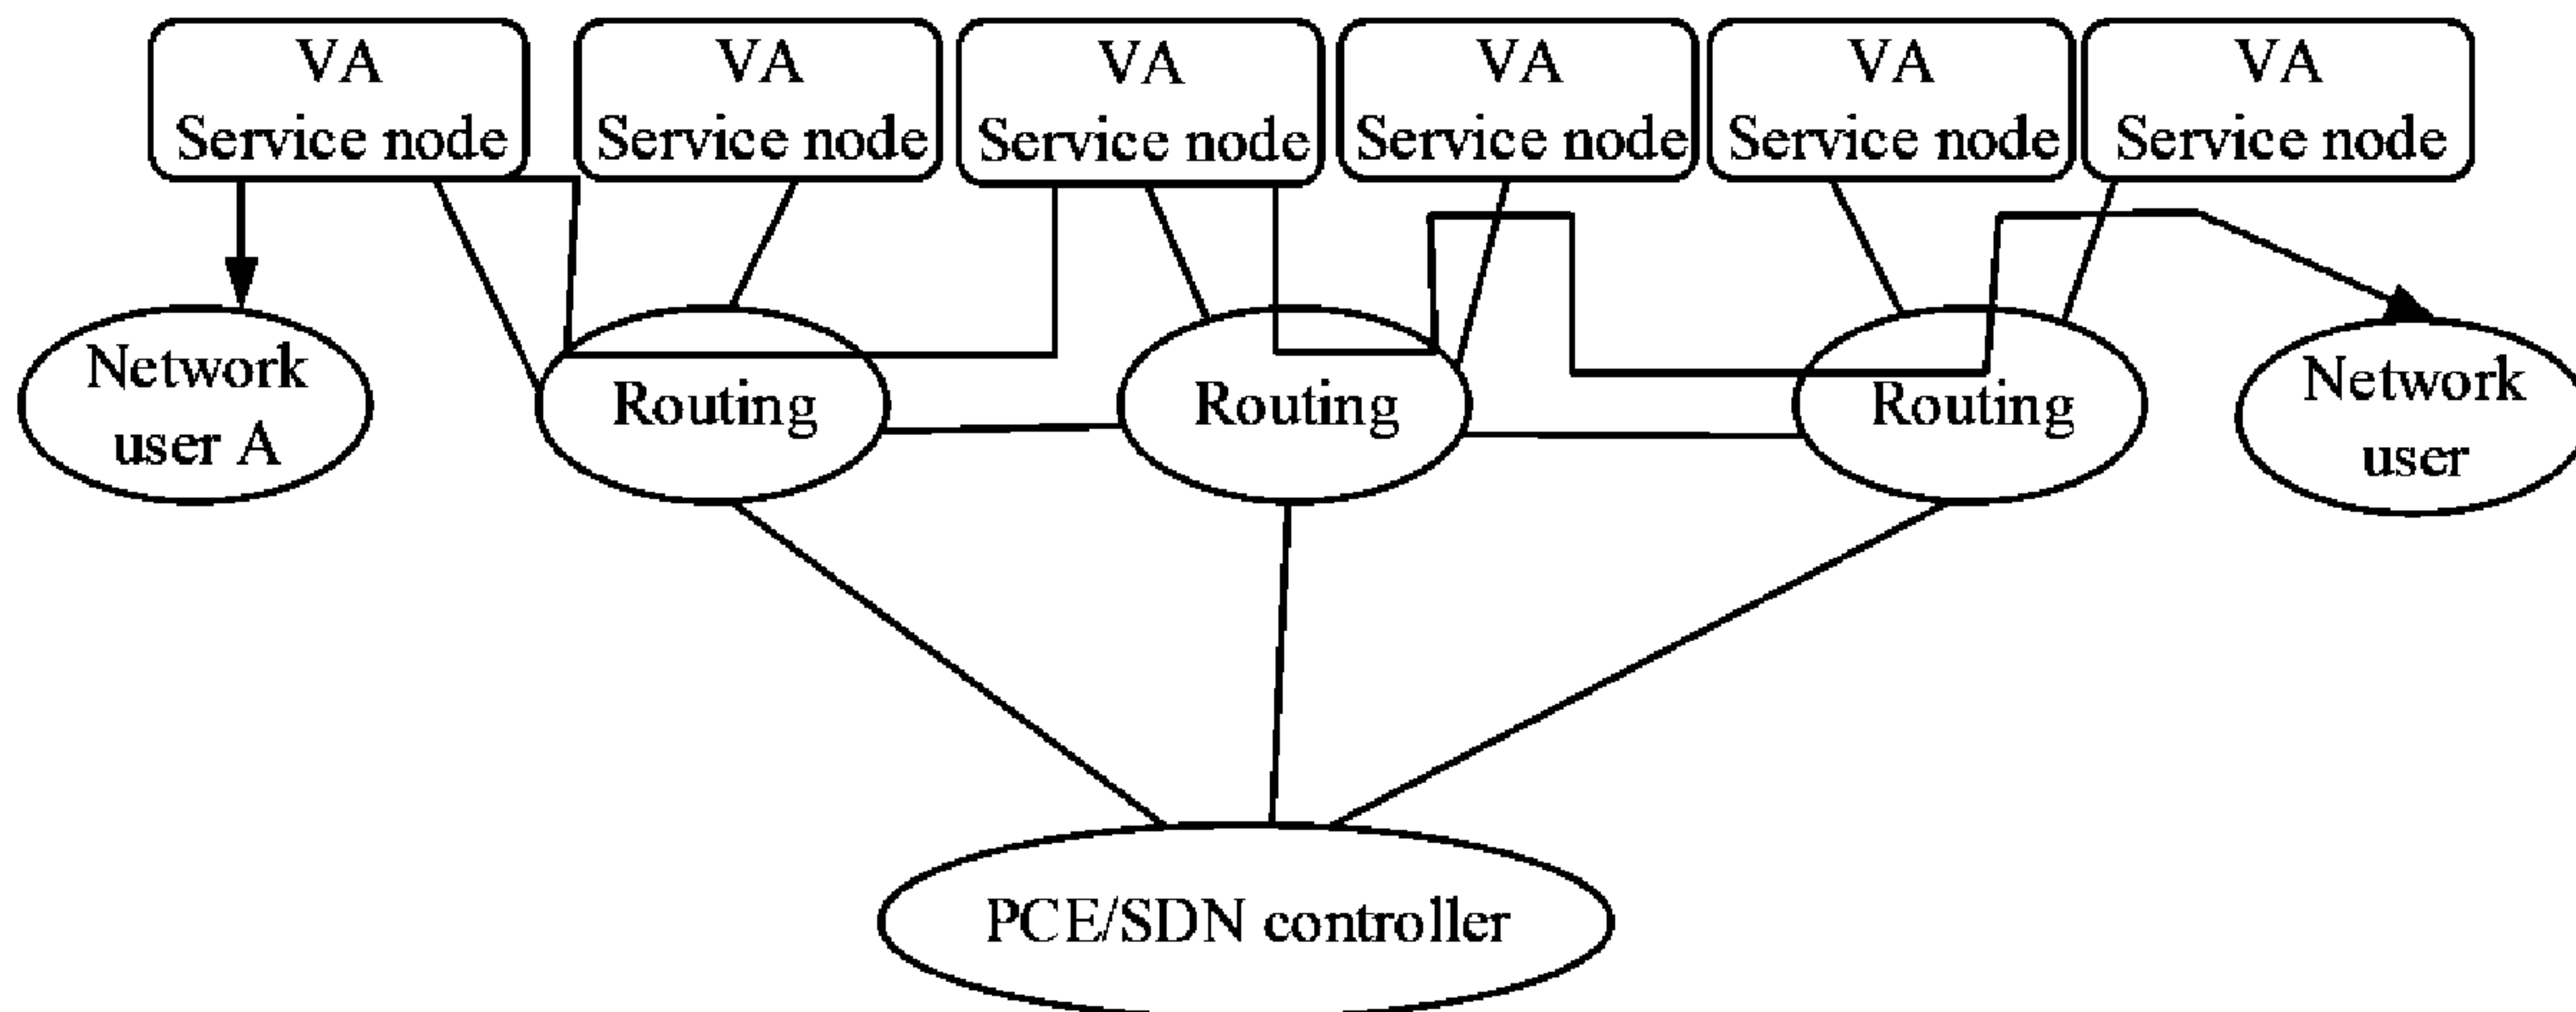 VA
Service node
VA
Service node
VA
Service node
VA
Service node
VA
Service node
VA
Service node
Network
user A
Routing
Routing
Routing
Network
user
PCE/SDN controller